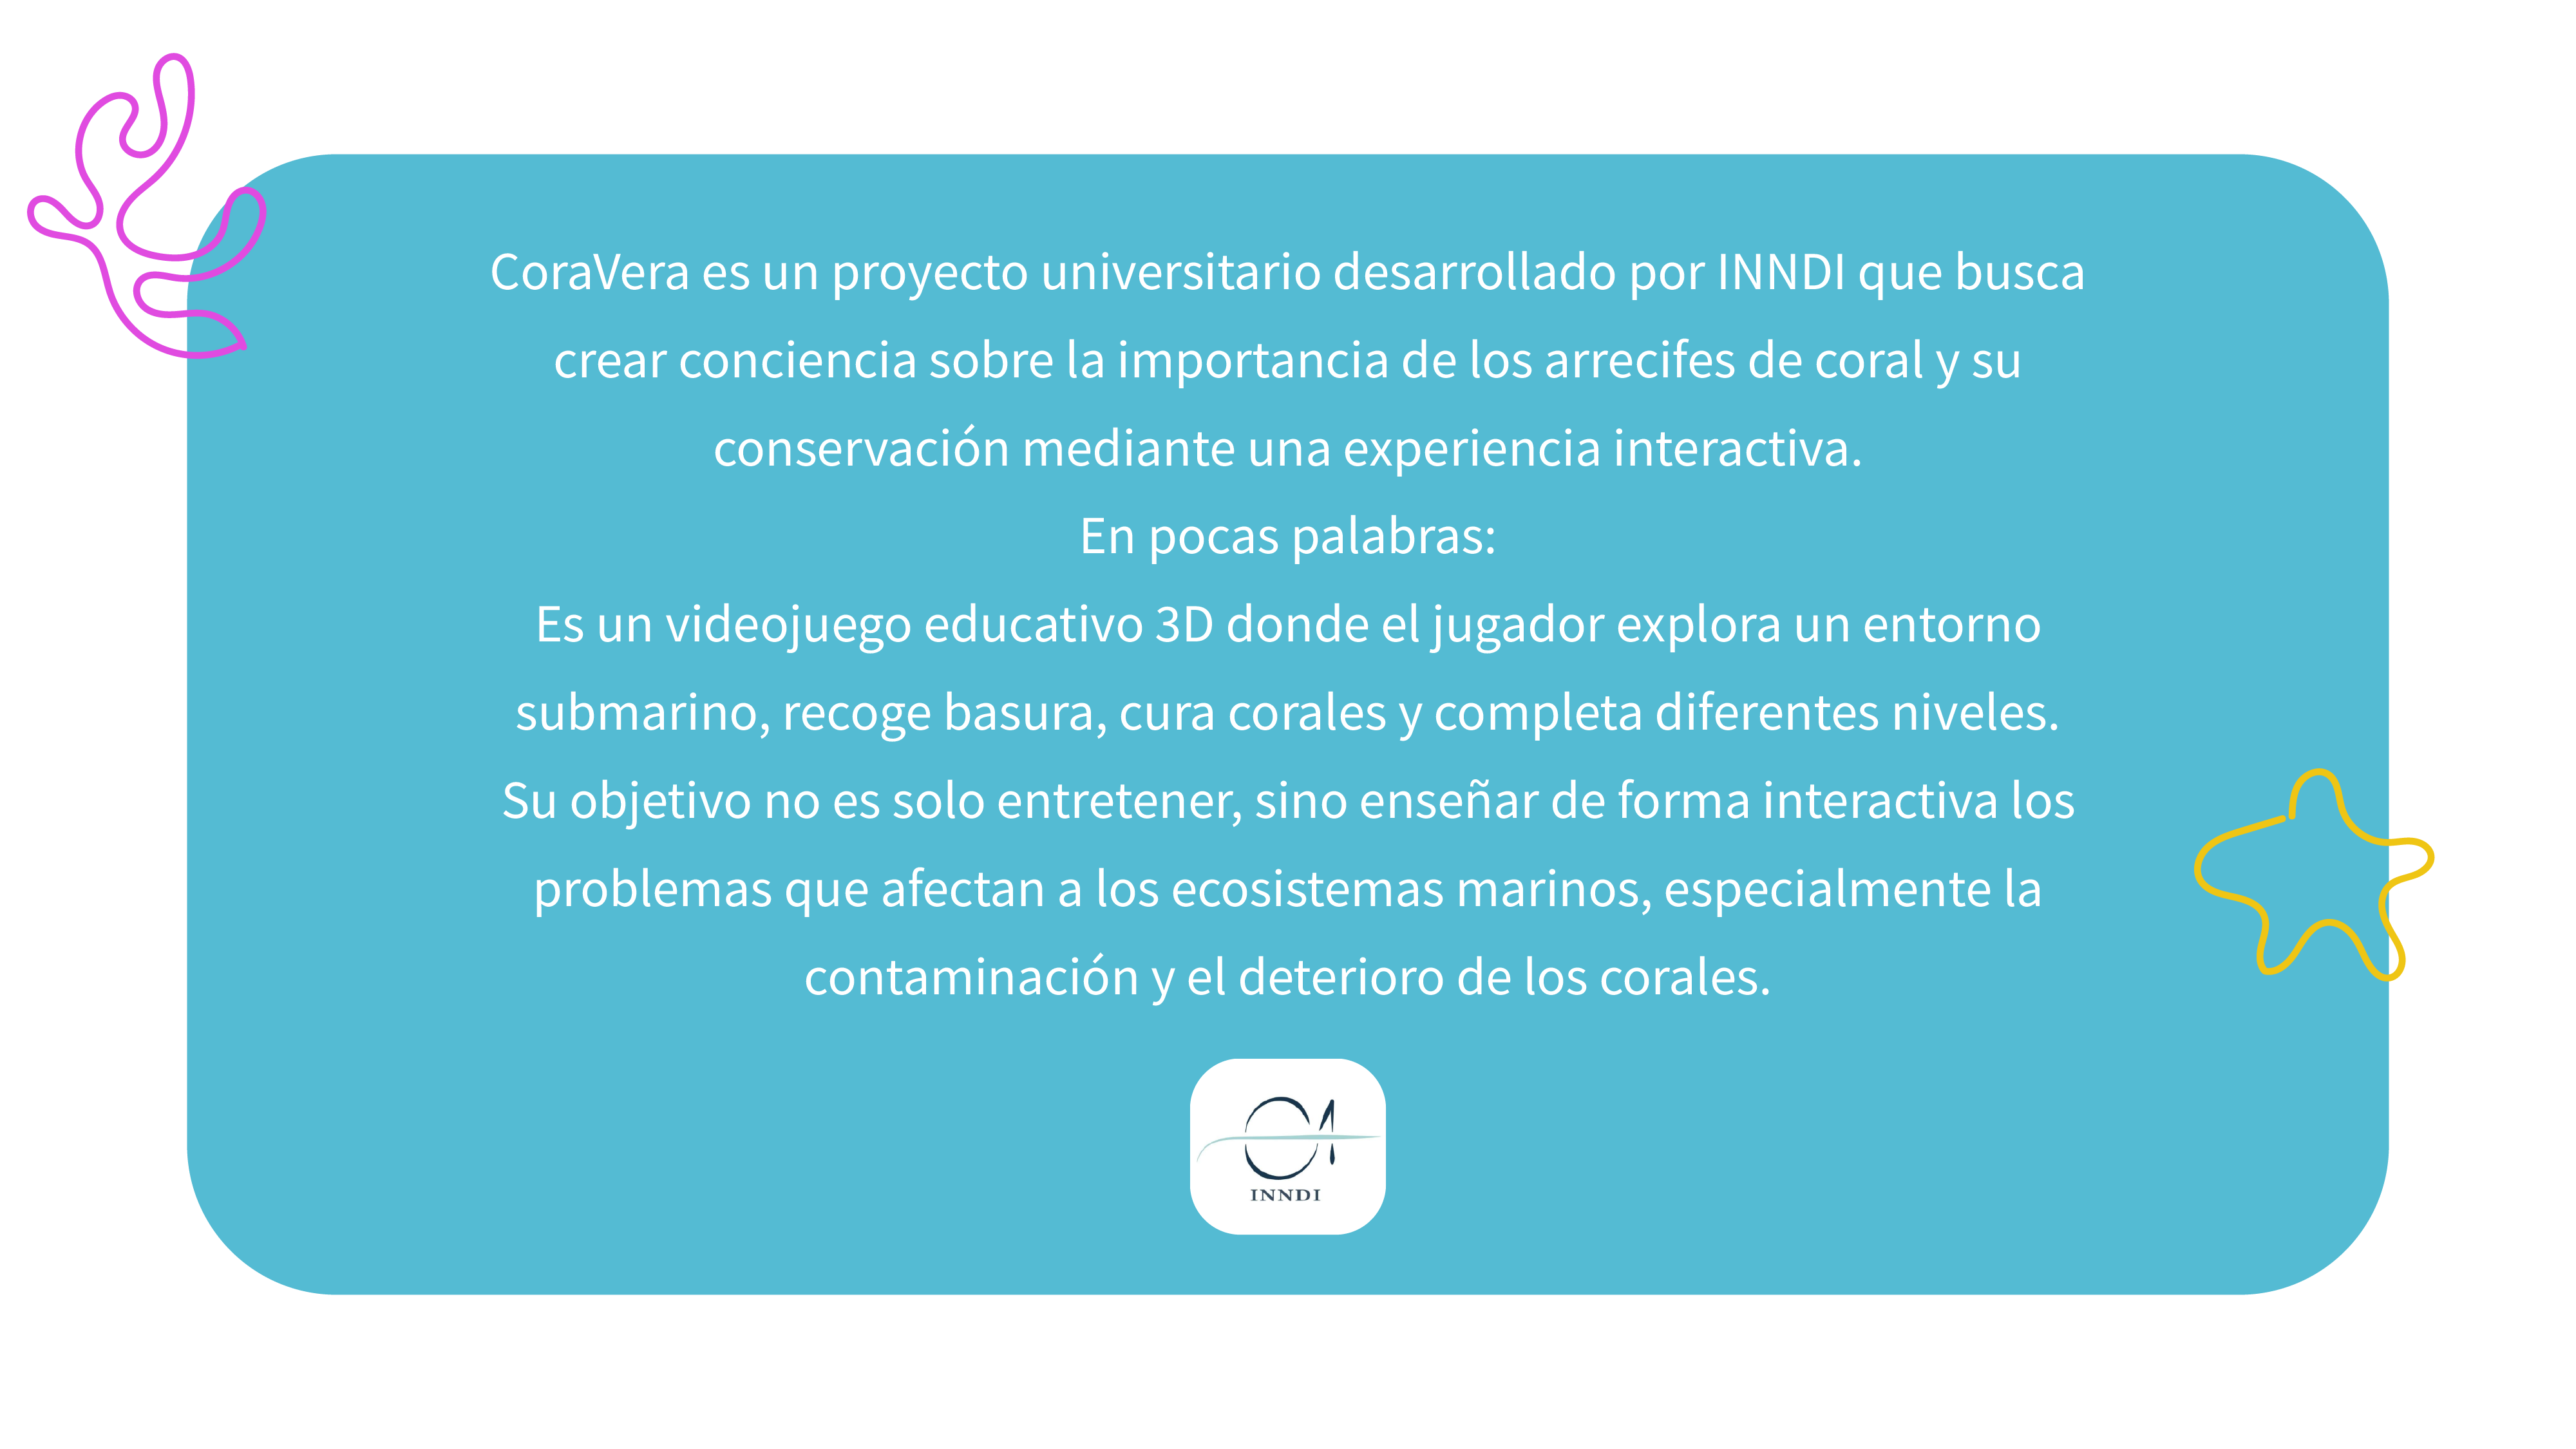 CoraVera es un proyecto universitario desarrollado por INNDI que busca
crear conciencia sobre la importancia de los arrecifes de coral y su
conservación mediante una experiencia interactiva.
En pocas palabras:
Es un videojuego educativo 3D donde el jugador explora un entorno
submarino, recoge basura, cura corales y completa diferentes niveles.
Su objetivo no es solo entretener, sino enseñar de forma interactiva los
problemas que afectan a los ecosistemas marinos, especialmente la
contaminación y el deterioro de los corales.
INNDI